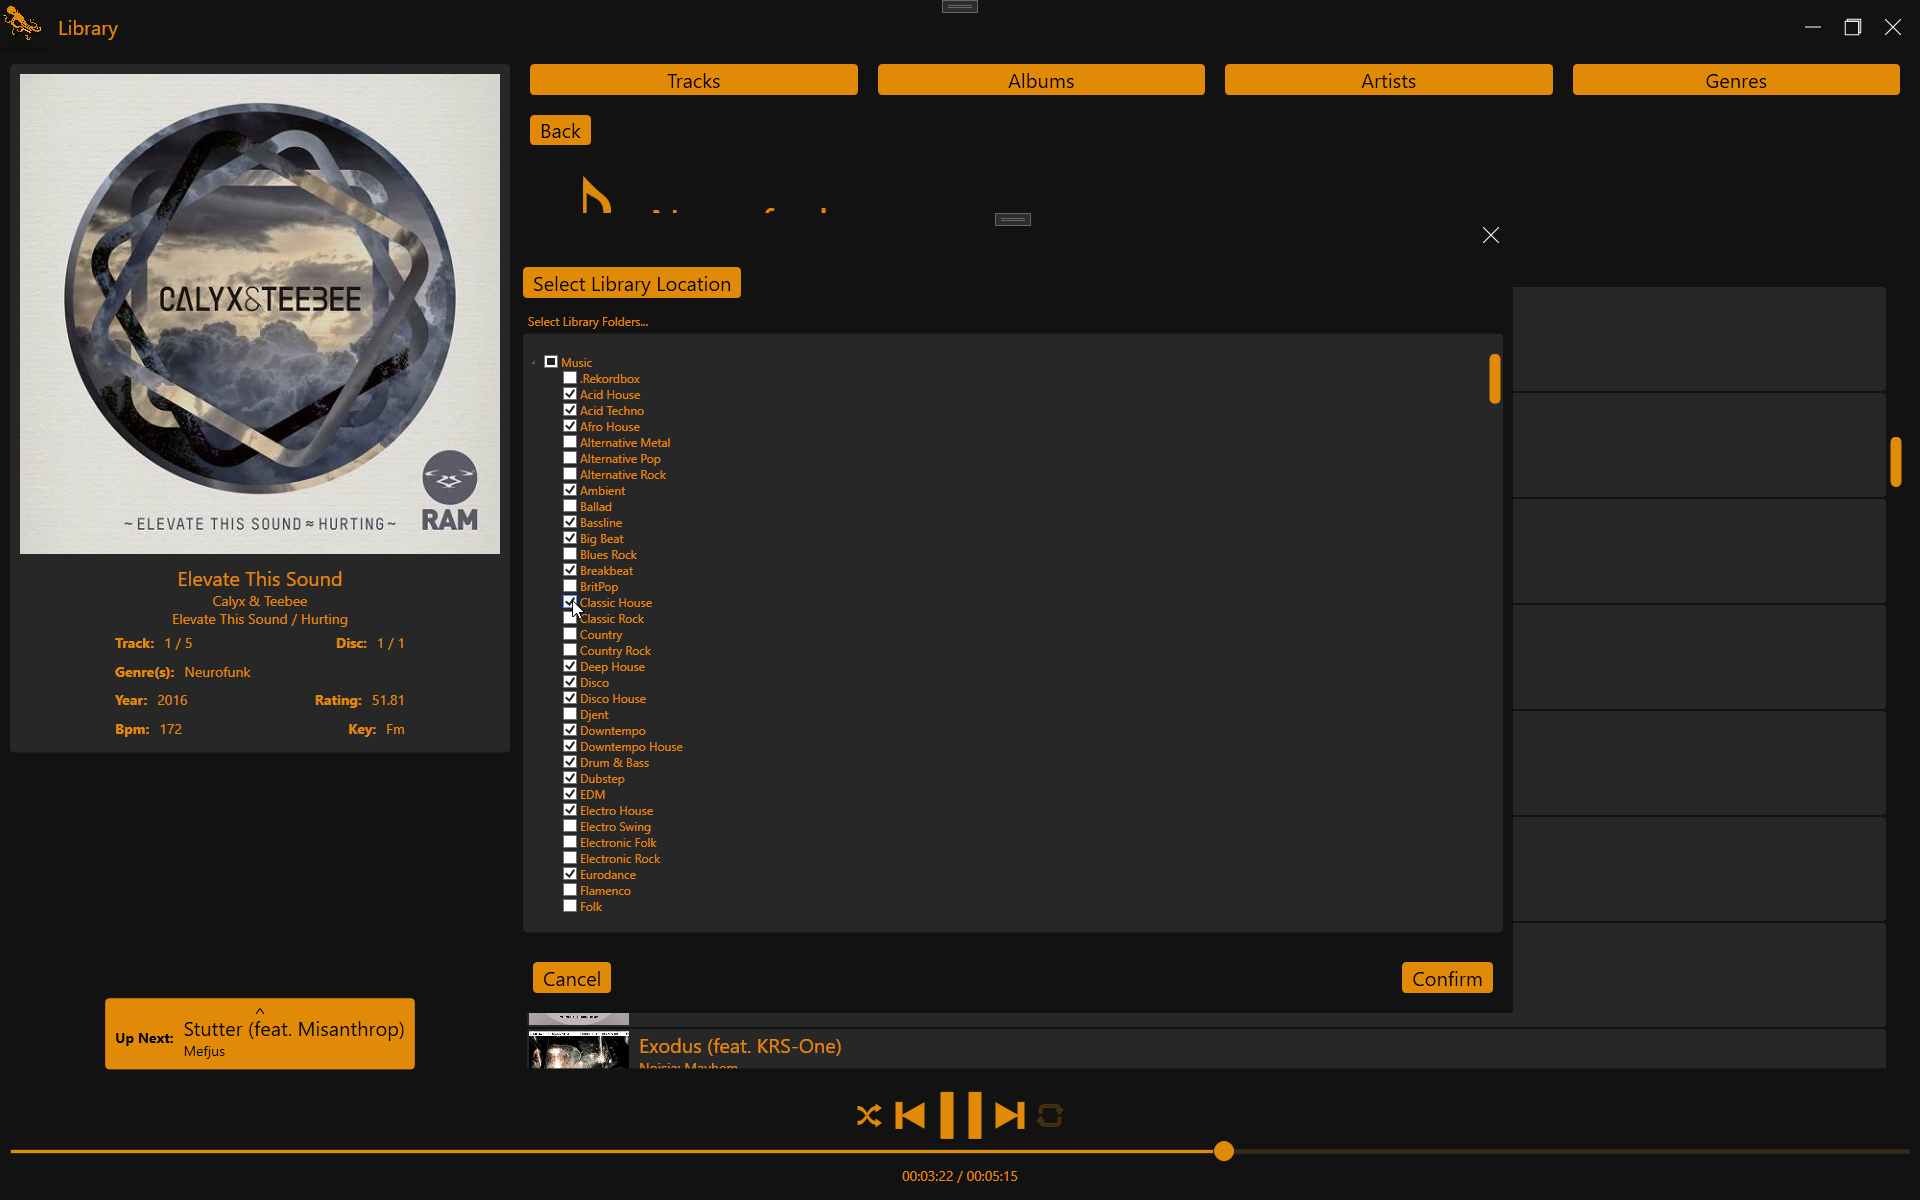 Library
CALYX&TEEBEE
~ELEVATE THIS SOUND≈HURTING~
RAM
Elevate This Sound
Calyx & Teebee
Elevate This Sound / Hurting
Track: 1 / 5 Disc: 1 / 1
Genre(s): Neurofunk
Year: 2016 Rating: 51.81
Bpm: 172 Key: Fm
Up Next: Stutter (feat. Misanthrop)
Mefjus
Tracks Albums Artists Genres
Back
Select Library Location
Select Library Folders...
Music
.Rekordbox
Acid House
Acid Techno
Afro House
Alternative Metal
Alternative Pop
Alternative Rock
Ambient
Ballad
Bassline
Big Beat
Blues Rock
Breakbeat
BritPop
Classic House
Classic Rock
Country
Country Rock
Deep House
Disco
Disco House
Djent
Downtempo
Downtempo House
Drum & Bass
Dubstep
EDM
Electro House
Electro Swing
Electronic Folk
Electronic Rock
Eurodance
Flamenco
Folk
Cancel Confirm
Exodus (feat. KRS-One)
Noisia: Mayhem
00:03:22 / 00:05:15